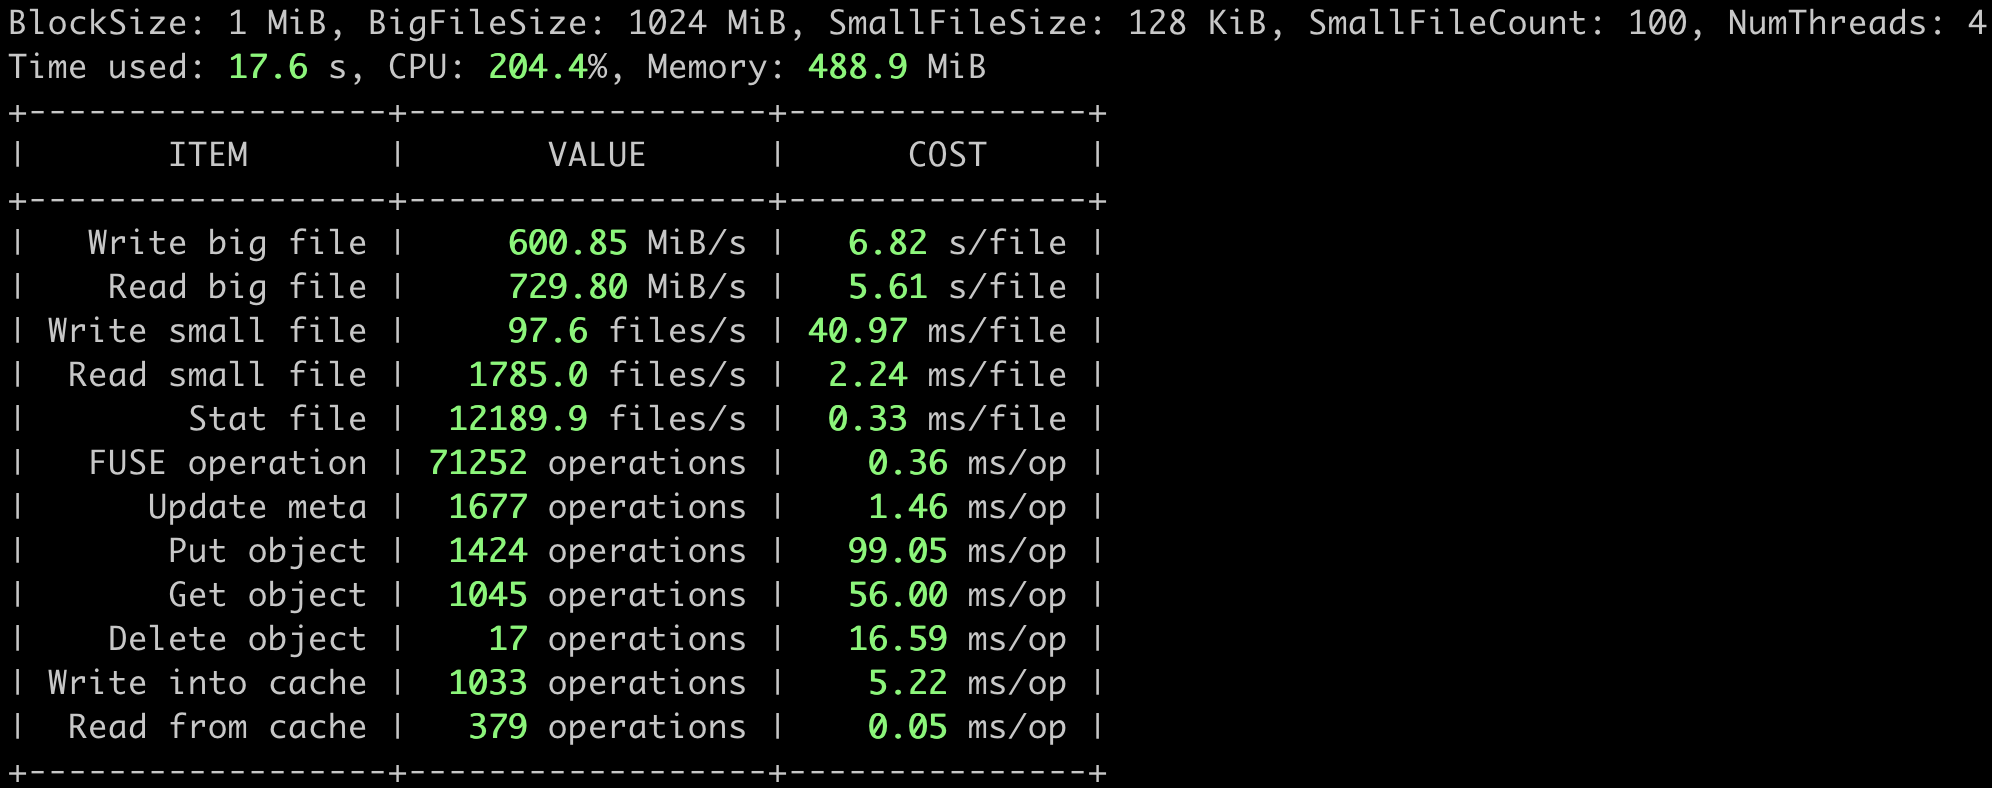 BlockSize: 1 MiB, BigFileSize: 1024 MiB, SmallFileSize: 128 KiB, SmallFileCount: 100, NumThreads: 4
Time used: 17.6 s, CPU: 204.4%, Memory: 488.9 MiB
+------------------+------------------+---------------+
|       ITEM       |       VALUE      |      COST     |
+------------------+------------------+---------------+
|   Write big file |     600.85 MiB/s |   6.82 s/file |
|    Read big file |     729.80 MiB/s |   5.61 s/file |
| Write small file |     97.6 files/s | 40.97 ms/file |
|  Read small file |   1785.0 files/s |  2.24 ms/file |
|        Stat file |  12189.9 files/s |  0.33 ms/file |
|   FUSE operation | 71252 operations |    0.36 ms/op |
|      Update meta |  1677 operations |    1.46 ms/op |
|       Put object |  1424 operations |   99.05 ms/op |
|       Get object |  1045 operations |   56.00 ms/op |
|    Delete object |    17 operations |   16.59 ms/op |
| Write into cache |  1033 operations |    5.22 ms/op |
|  Read from cache |   379 operations |    0.05 ms/op |
+------------------+------------------+---------------+